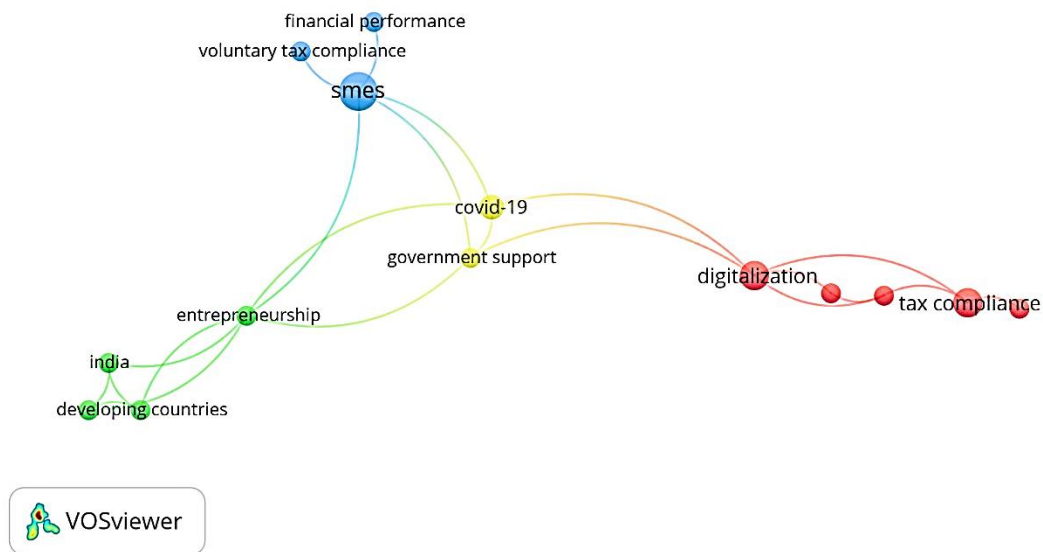 financial performance
voluntary tax compliance
smes
covid-19
government support
digitalization
tax compliance
entrepreneurship
india
developing countries
VOSviewer